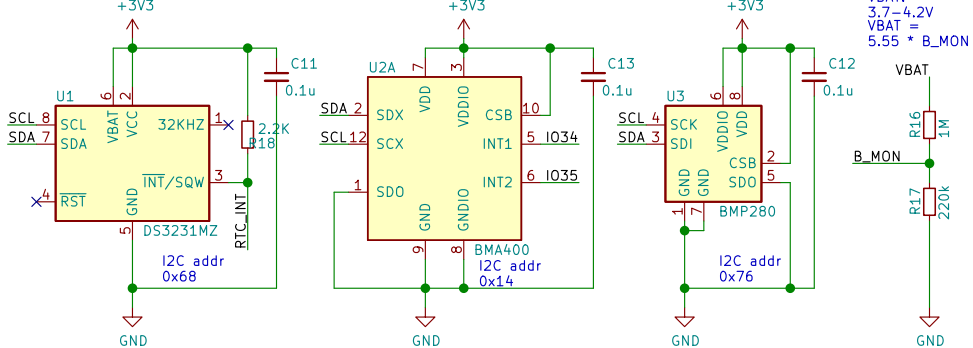 +3V3
C11
0.1u
U1
6
2
SCL 8
SDA 7
SCL
SDA
VBAT
VCC
32KHZ
1
2.2K
R18
INT/SQW
3
4
RST
GND
5
DS3231MZ
RTC_INT
I2C addr
0x68
GND
+3V3
C13
0.1u
U2A
7
3
VDD
VDDIO
SDA 2
SDX
CSB
10
SCL 12
SCX
INT1
5
IO34
1
SDO
INT2
6
IO35
GND
GNDIO
9
8
BMA400
I2C addr
0x14
GND
+3V3
C12
0.1u
U3
6
8
VDDIO
VDD
SCL 4
SCK
SDA 3
SDI
CSB
2
SDO
5
GND
GND
1
7
BMP280
I2C addr
0x76
GND
3.7-4.2V
VBAT =
5.55 * B_MON
VBAT
R16
1M
B_MON
R17
220k
GND